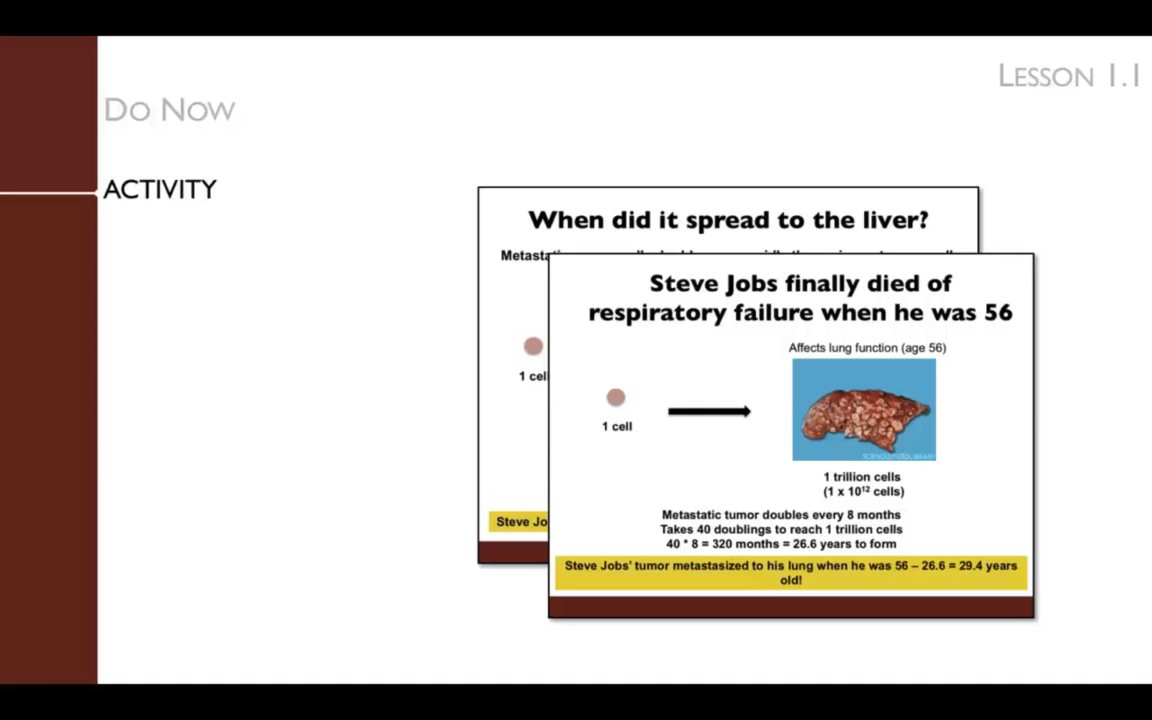 LESSON 1.1
DO NOW
ACTIVITY
When did it spread to the liver?
Steve Jobs finally died of
respiratory failure when he was 56
Affects lung function (age 56)
1 cell
1 cell
1 trillion cells
(1 x 10¹² cells)
Metastatic tumor doubles every 8 months
Takes 40 doublings to reach 1 trillion cells
40 * 8 = 320 months = 26.6 years to form
Steve Jo
Steve Jobs' tumor metastasized to his lung when he was 56 – 26.6 = 29.4 years
old!